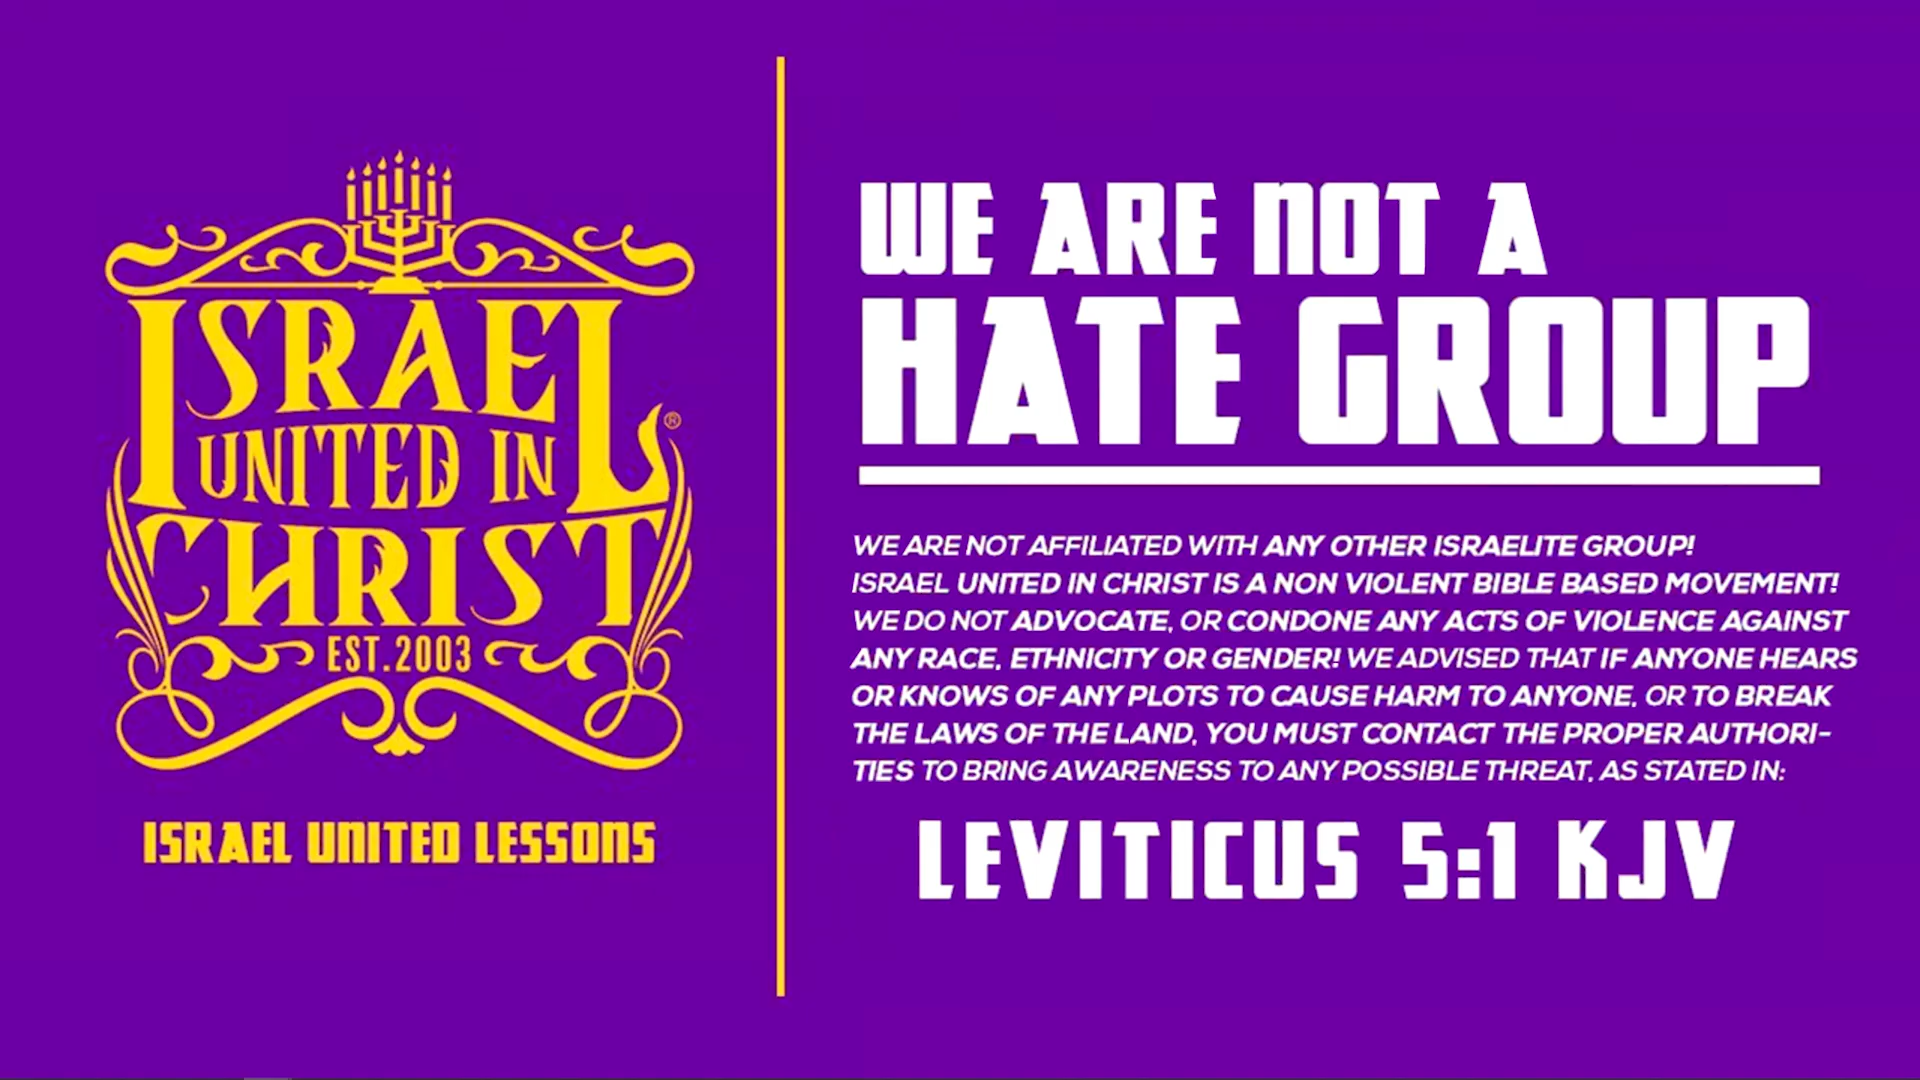 ISRAEL
UNITED IN
CHRIST
®
EST.2003
ISRAEL UNITED LESSONS
WE ARE NOT A
HATE GROUP
WE ARE NOT AFFILIATED WITH ANY OTHER ISRAELITE GROUP!
ISRAEL UNITED IN CHRIST IS A NON VIOLENT BIBLE BASED MOVEMENT!
WE DO NOT ADVOCATE, OR CONDONE ANY ACTS OF VIOLENCE AGAINST
ANY RACE, ETHNICITY OR GENDER! WE ADVISED THAT IF ANYONE HEARS
OR KNOWS OF ANY PLOTS TO CAUSE HARM TO ANYONE, OR TO BREAK
THE LAWS OF THE LAND, YOU MUST CONTACT THE PROPER AUTHORI-
TIES TO BRING AWARENESS TO ANY POSSIBLE THREAT, AS STATED IN:
LEVITICUS 5:1 KJV